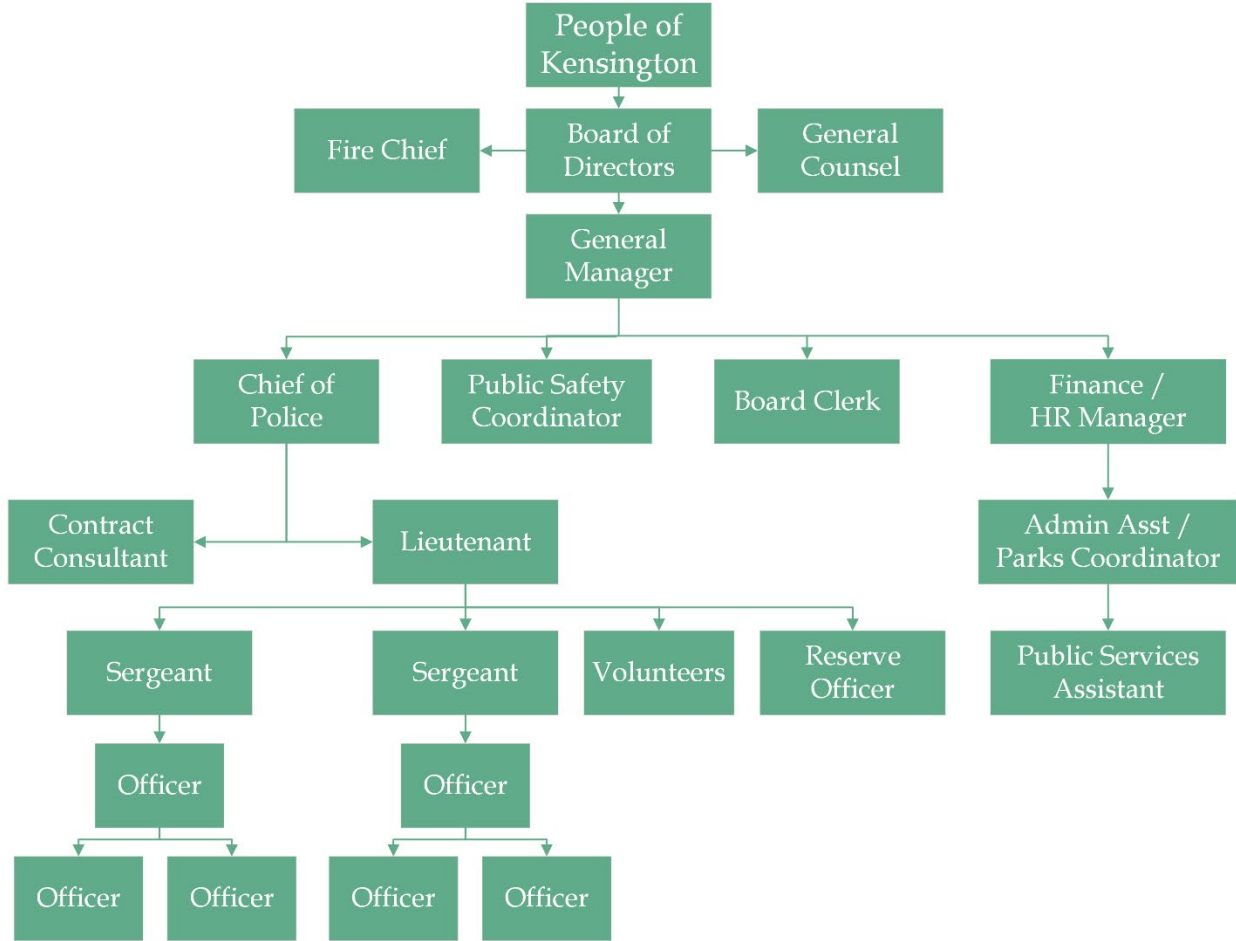 People of
Kensington
Fire Chief
Board of
Directors
General
Counsel
General
Manager
Chief of
Police
Public Safety
Coordinator
Board Clerk
Finance /
HR Manager
Contract
Consultant
Lieutenant
Admin Asst /
Parks Coordinator
Sergeant
Sergeant
Volunteers
Reserve
Officer
Public Services
Assistant
Officer
Officer
Officer
Officer
Officer
Officer